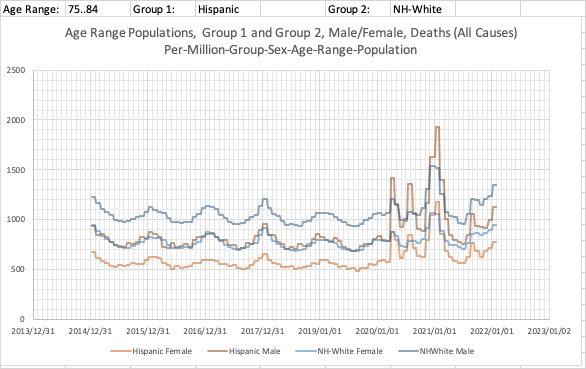 Age Range: 75..84 Group 1: Hispanic Group 2: NH-White
Age Range Populations, Group 1 and Group 2, Male/Female, Deaths (All Causes)
Per-Million-Group-Sex-Age-Range-Population
2500
2000
1500
1000
500
0
2013/12/31 2014/12/31 2015/12/31 2016/12/31 2017/12/31 2019/01/01 2020/01/01 2021/01/01 2022/01/01 2023/01/01
Hispanic Female Hispanic Male NH-White Female NHWhite Male